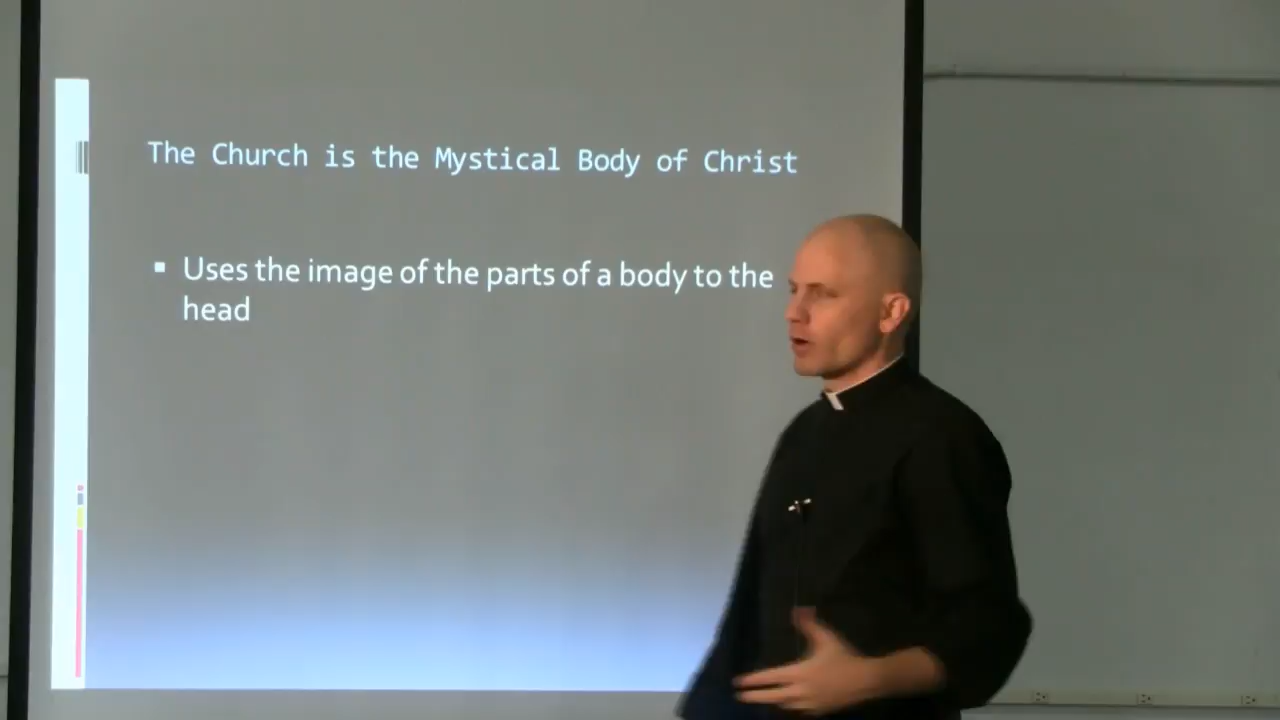 The Church is the Mystical Body of Christ
Uses the image of the parts of a body to the
head